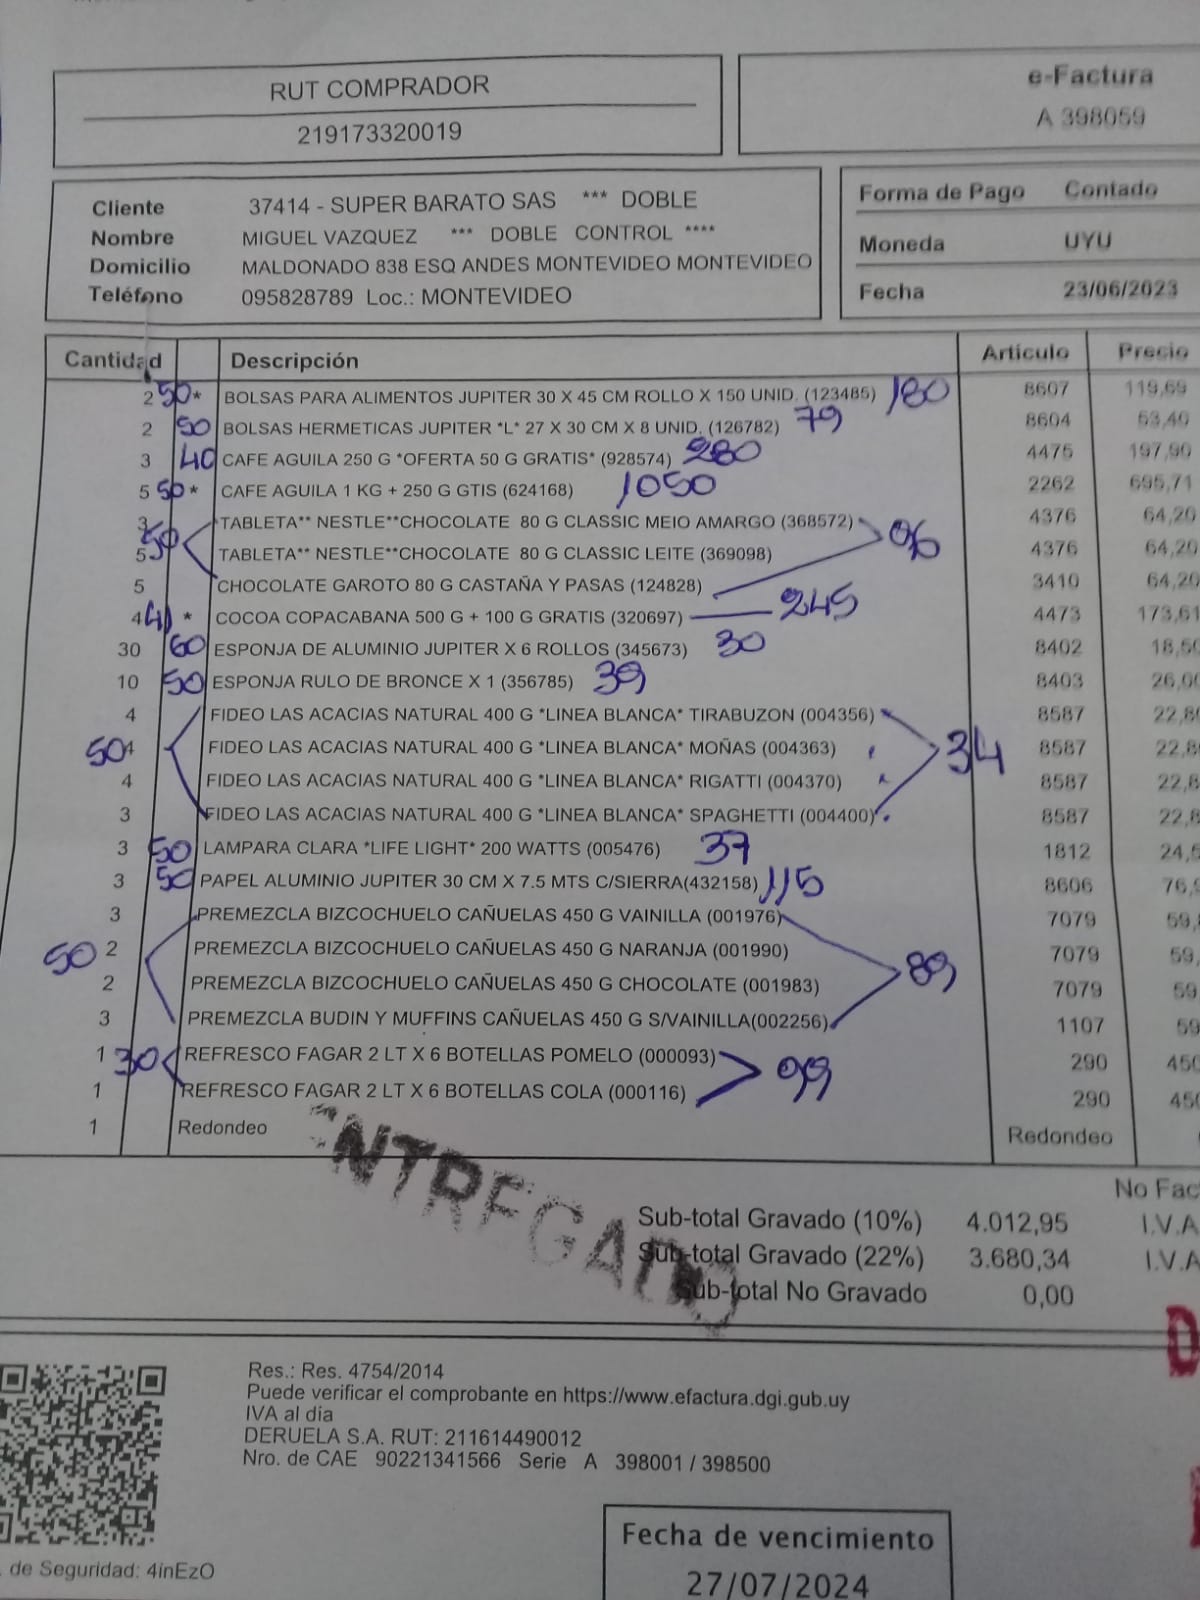 RUT COMPRADOR
219173320019
e-Factura
A 398059
Cliente 37414 - SUPER BARATO SAS *** DOBLE
Nombre MIGUEL VAZQUEZ *** DOBLE CONTROL ****
Domicilio MALDONADO 838 ESQ ANDES MONTEVIDEO MONTEVIDEO
Teléfono 095828789 Loc.: MONTEVIDEO
Forma de Pago Contado
Moneda UYU
Fecha 23/06/2023
Cantidad Descripción Artículo Precio
2 50 * BOLSAS PARA ALIMENTOS JUPITER 30 X 45 CM ROLLO X 150 UNID. (123485) 180 8607 119,69
2 50 BOLSAS HERMETICAS JUPITER *L* 27 X 30 CM X 8 UNID. (126782) 79 8604 53,40
3 40 CAFE AGUILA 250 G *OFERTA 50 G GRATIS* (928574) 280 4475 197,90
5 50 * CAFE AGUILA 1 KG + 250 G GTIS (624168) 1050 2262 695,71
3 TABLETA** NESTLE**CHOCOLATE 80 G CLASSIC MEIO AMARGO (368572) 4376 64,20
5 50 TABLETA** NESTLE**CHOCOLATE 80 G CLASSIC LEITE (369098) 96 4376 64,20
5 CHOCOLATE GAROTO 80 G CASTAÑA Y PASAS (124828) 3410 64,20
4 * COCOA COPACABANA 500 G + 100 G GRATIS (320697) 245 4473 173,61
30 60 ESPONJA DE ALUMINIO JUPITER X 6 ROLLOS (345673) 30 8402 18,50
10 50 ESPONJA RULO DE BRONCE X 1 (356785) 39 8403 26,00
4 FIDEO LAS ACACIAS NATURAL 400 G *LINEA BLANCA* TIRABUZON (004356) 8587 22,80
50 4 FIDEO LAS ACACIAS NATURAL 400 G *LINEA BLANCA* MOÑAS (004363) 34 8587 22,8
4 FIDEO LAS ACACIAS NATURAL 400 G *LINEA BLANCA* RIGATTI (004370) 8587 22,8
3 FIDEO LAS ACACIAS NATURAL 400 G *LINEA BLANCA* SPAGHETTI (004400) 8587 22,8
3 50 LAMPARA CLARA *LIFE LIGHT* 200 WATTS (005476) 37 1812 24,5
3 50 PAPEL ALUMINIO JUPITER 30 CM X 7.5 MTS C/SIERRA(432158) 115 8606 76,9
3 PREMEZCLA BIZCOCHUELO CAÑUELAS 450 G VAINILLA (001976) 7079 59,
50 2 PREMEZCLA BIZCOCHUELO CAÑUELAS 450 G NARANJA (001990) 89 7079 59,
2 PREMEZCLA BIZCOCHUELO CAÑUELAS 450 G CHOCOLATE (001983) 7079 59
3 PREMEZCLA BUDIN Y MUFFINS CAÑUELAS 450 G S/VAINILLA(002256) 1107 59
1 30 REFRESCO FAGAR 2 LT X 6 BOTELLAS POMELO (000093) 99 290 450
1 REFRESCO FAGAR 2 LT X 6 BOTELLAS COLA (000116) 290 450
1 Redondeo Redondeo
ENTREGADO
No Fac
Sub-total Gravado (10%) 4.012,95 I.V.A
Sub-total Gravado (22%) 3.680,34 I.V.A
Sub-total No Gravado 0,00
Res.: Res. 4754/2014
Puede verificar el comprobante en https://www.efactura.dgi.gub.uy
IVA al dia
DERUELA S.A. RUT: 211614490012
Nro. de CAE 90221341566 Serie A 398001 / 398500
. de Seguridad: 4inEzO
Fecha de vencimiento
27/07/2024